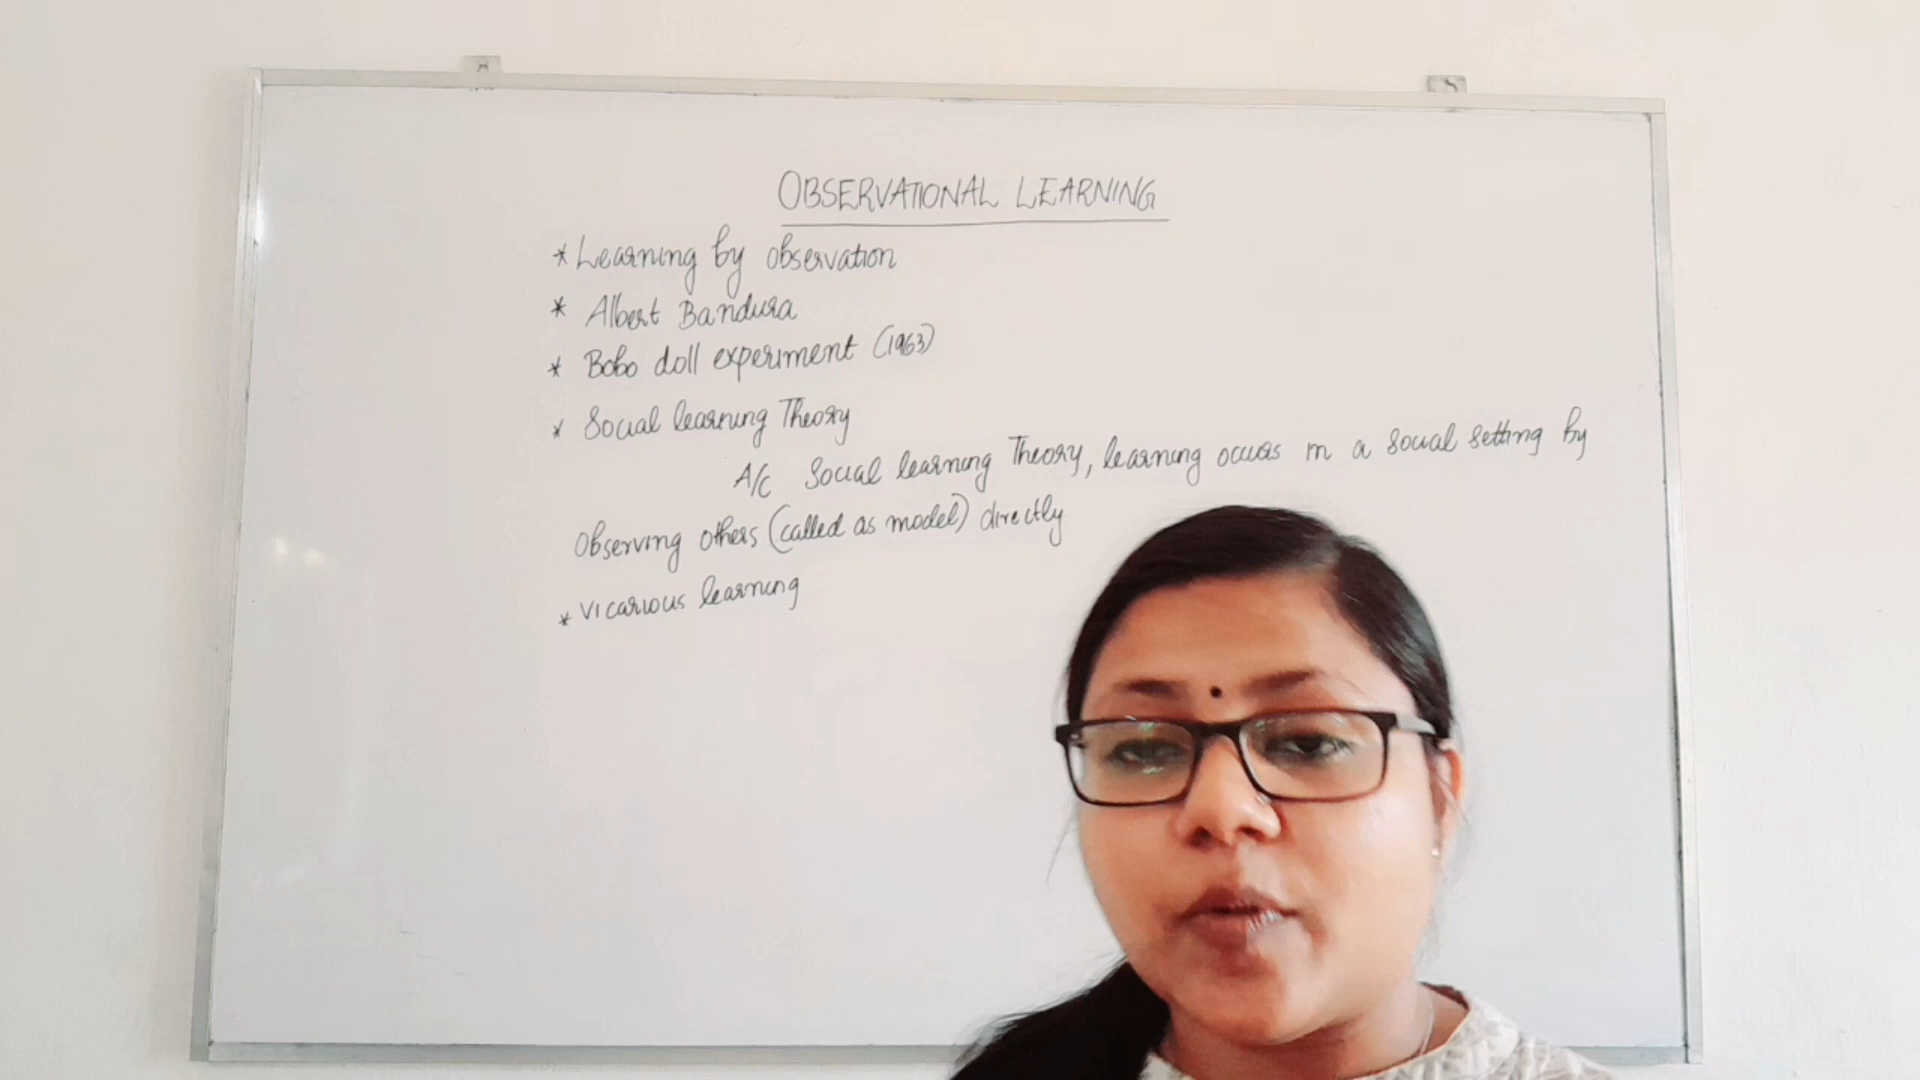 OBSERVATIONAL LEARNING
* Learning by observation
* Albert Bandura
* Bobo doll experiment (1963)
* Social learning Theory
A/c Social learning Theory, learning occurs in a social setting by
Observing others (called as model) directly
* Vicarious learning